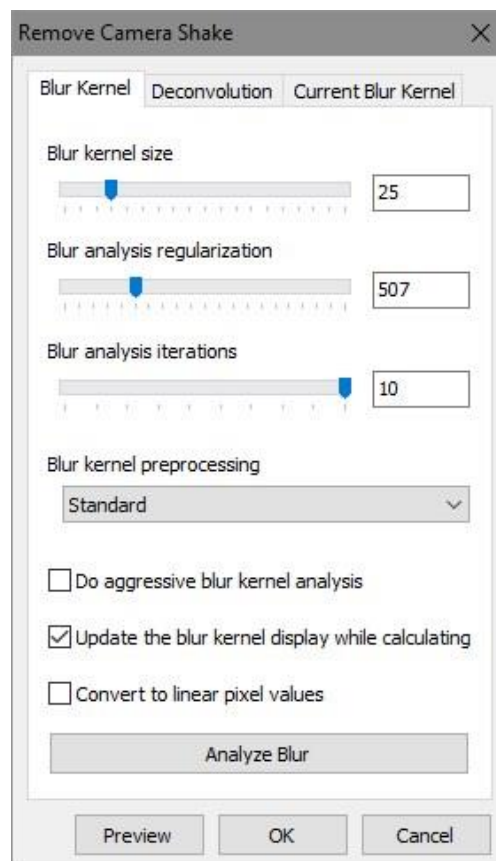 Remove Camera Shake
Blur Kernel Deconvolution Current Blur Kernel
Blur kernel size
25
Blur analysis regularization
507
Blur analysis iterations
10
Blur kernel preprocessing
Standard
Do aggressive blur kernel analysis
Update the blur kernel display while calculating
Convert to linear pixel values
Analyze Blur
Preview OK Cancel